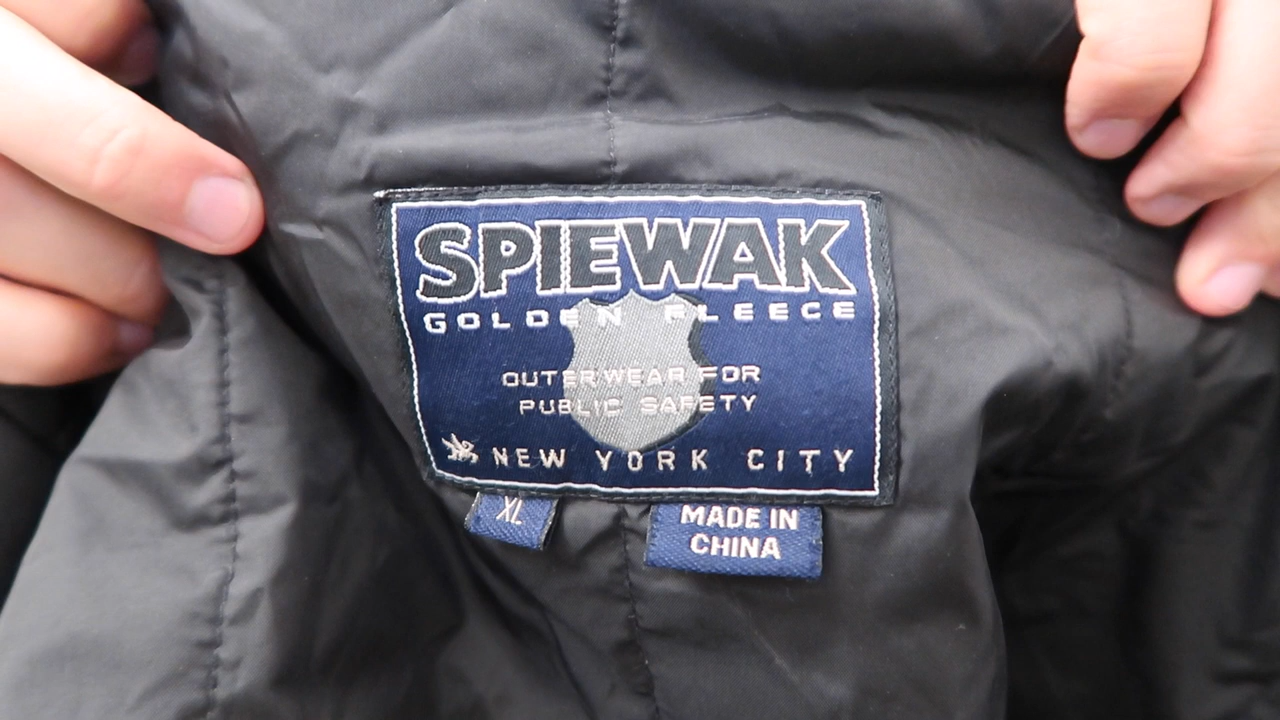 SPIEWAK
GOLDEN FLEECE
OUTERWEAR FOR
PUBLIC SAFETY
NEW YORK CITY
XL
MADE IN
CHINA